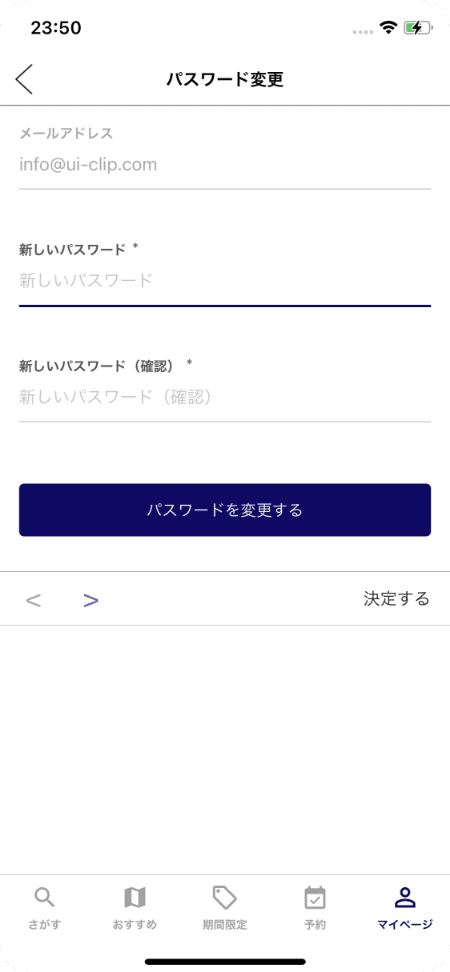 23:50
パスワード変更
メールアドレス
info@ui-clip.com
新しいパスワード *
新しいパスワード
新しいパスワード（確認） *
新しいパスワード（確認）
パスワードを変更する
< > 決定する
さがす おすすめ 期間限定 予約 マイページ